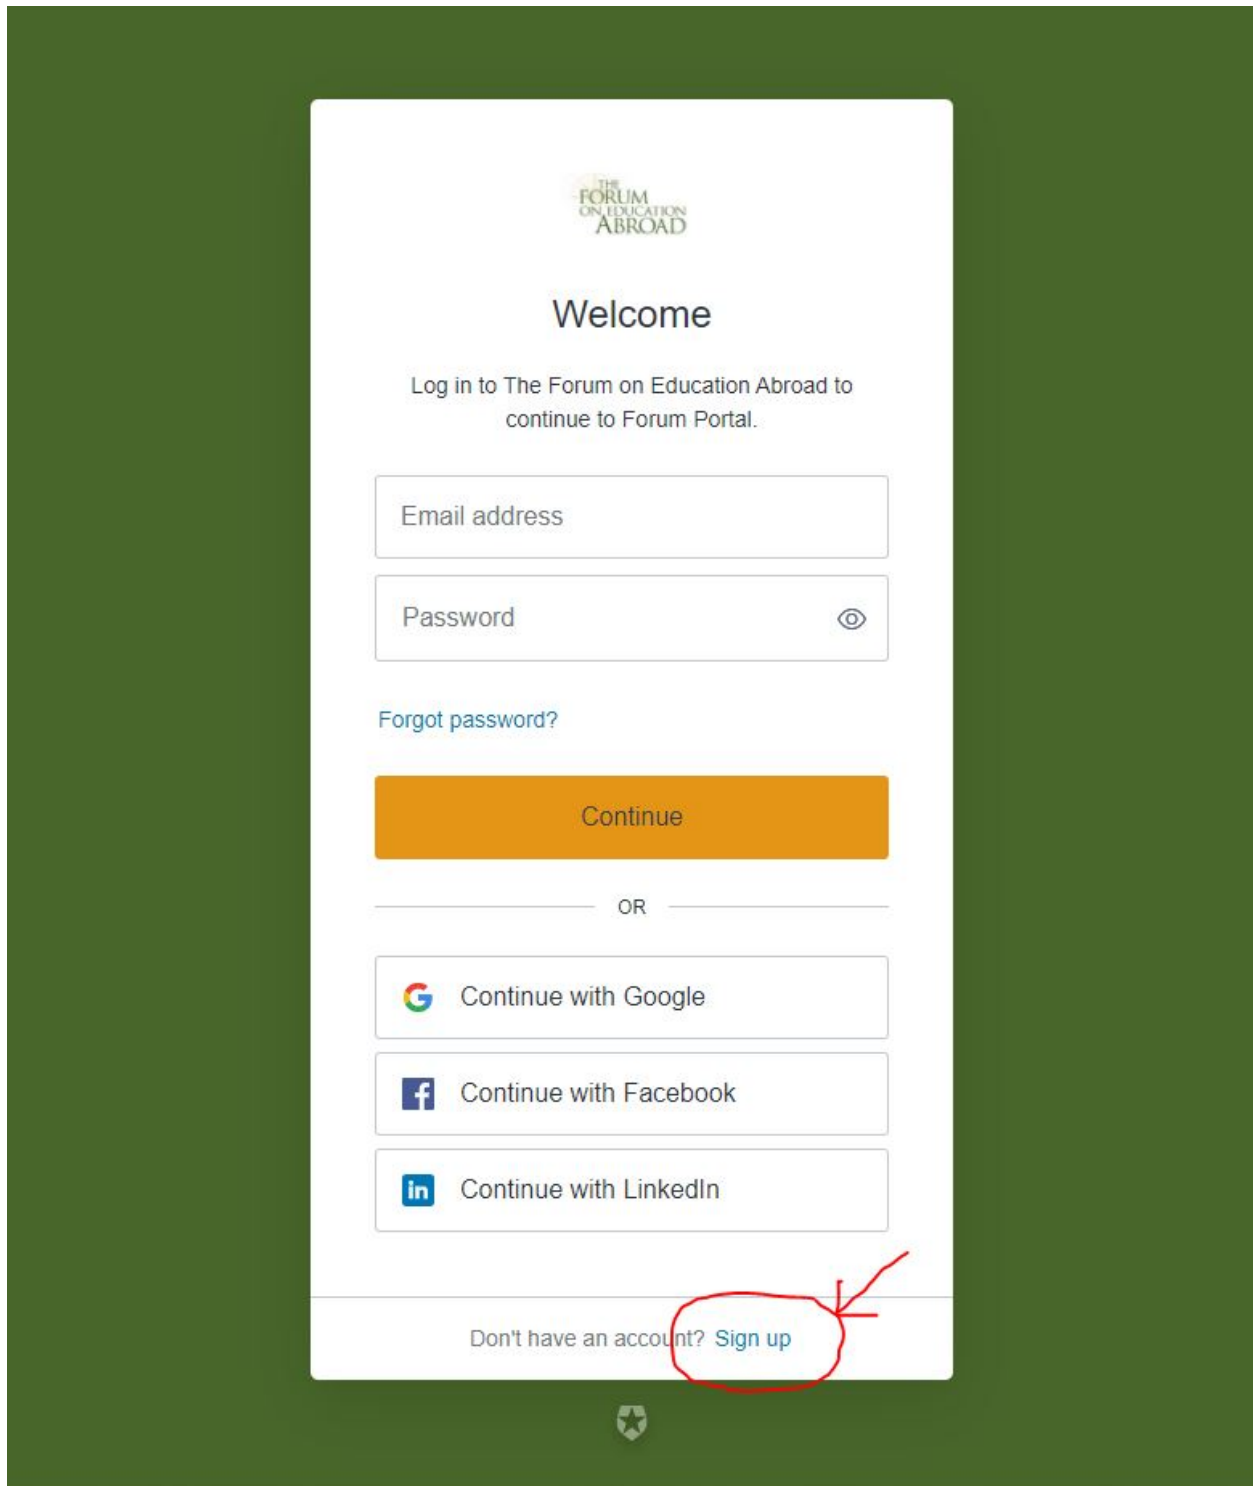 THE
FORUM
ON EDUCATION
ABROAD
Welcome
Log in to The Forum on Education Abroad to
continue to Forum Portal.
Email address
Password
Forgot password?
Continue
OR
Continue with Google
Continue with Facebook
Continue with LinkedIn
Don't have an account? Sign up